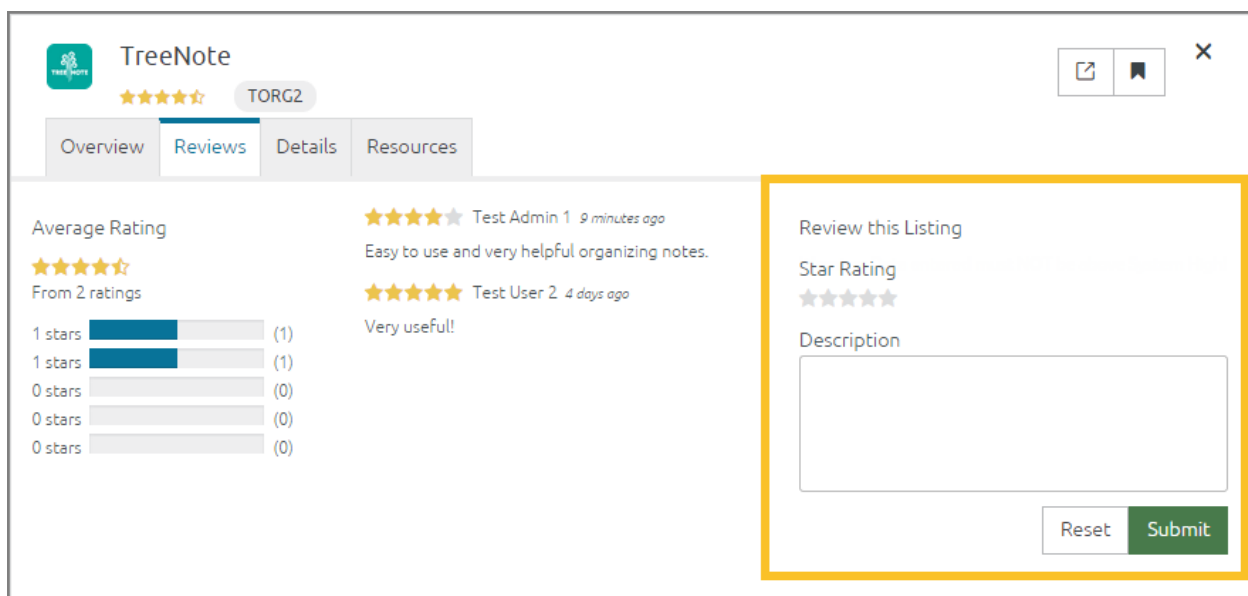 TreeNote
TREE NOTE
TORG2
Overview
Reviews
Details
Resources
Average Rating
From 2 ratings
1 stars (1)
1 stars (1)
0 stars (0)
0 stars (0)
0 stars (0)
Test Admin 1 9 minutes ago
Easy to use and very helpful organizing notes.
Test User 2 4 days ago
Very useful!
Review this Listing
Star Rating
Description
Reset
Submit